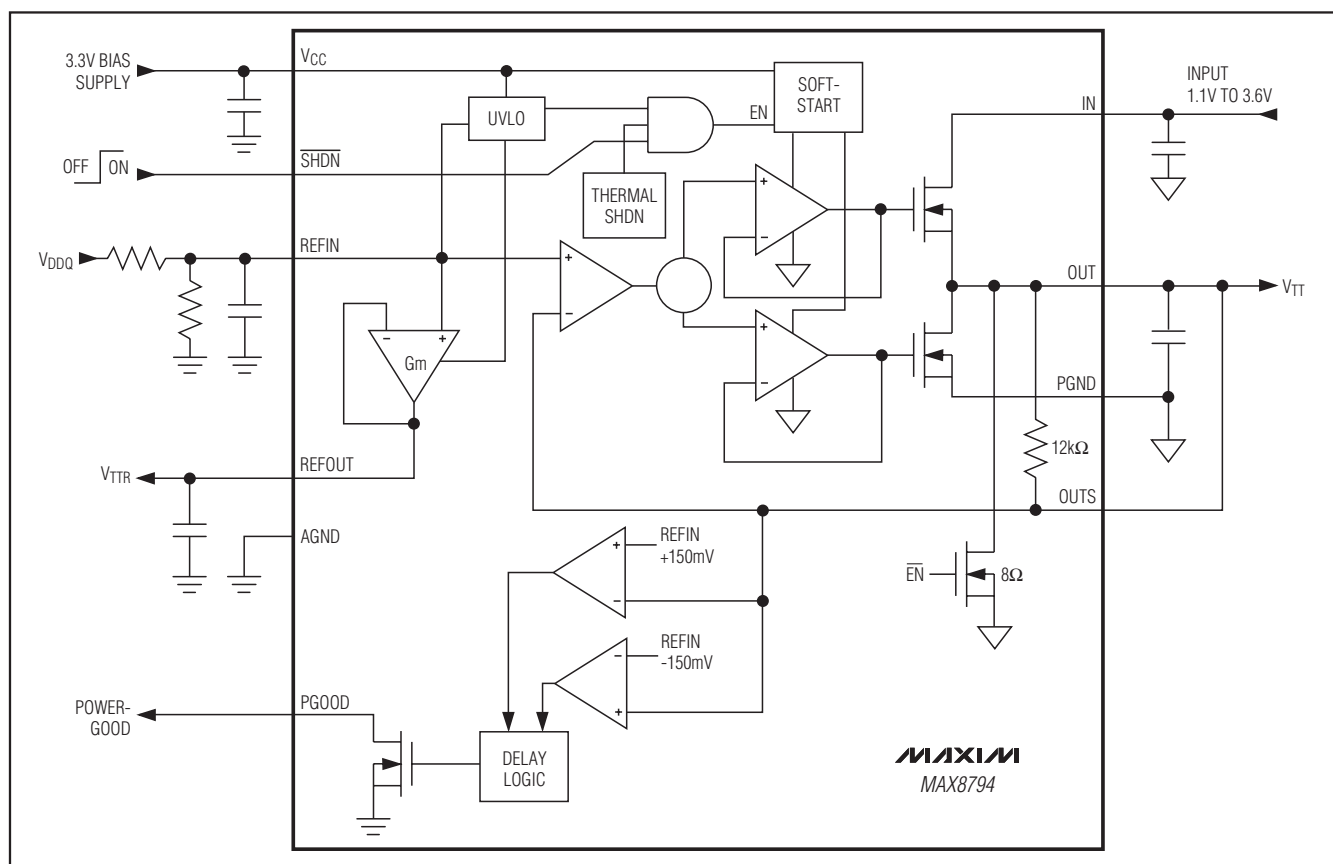 3.3V BIAS
SUPPLY
VCC
SOFT-
START
INPUT
1.1V TO 3.6V
IN
EN
UVLO
OFF
ON
SHDN
THERMAL
SHDN
+
-
VDDQ
REFIN
+
-
OUT
VTT
-
+
Gm
+
-
PGND
12kΩ
VTTR
REFOUT
OUTS
AGND
+
REFIN
+150mV
-
EN
8Ω
-
REFIN
-150mV
+
POWER-
GOOD
PGOOD
DELAY
LOGIC
MAXIM
MAX8794